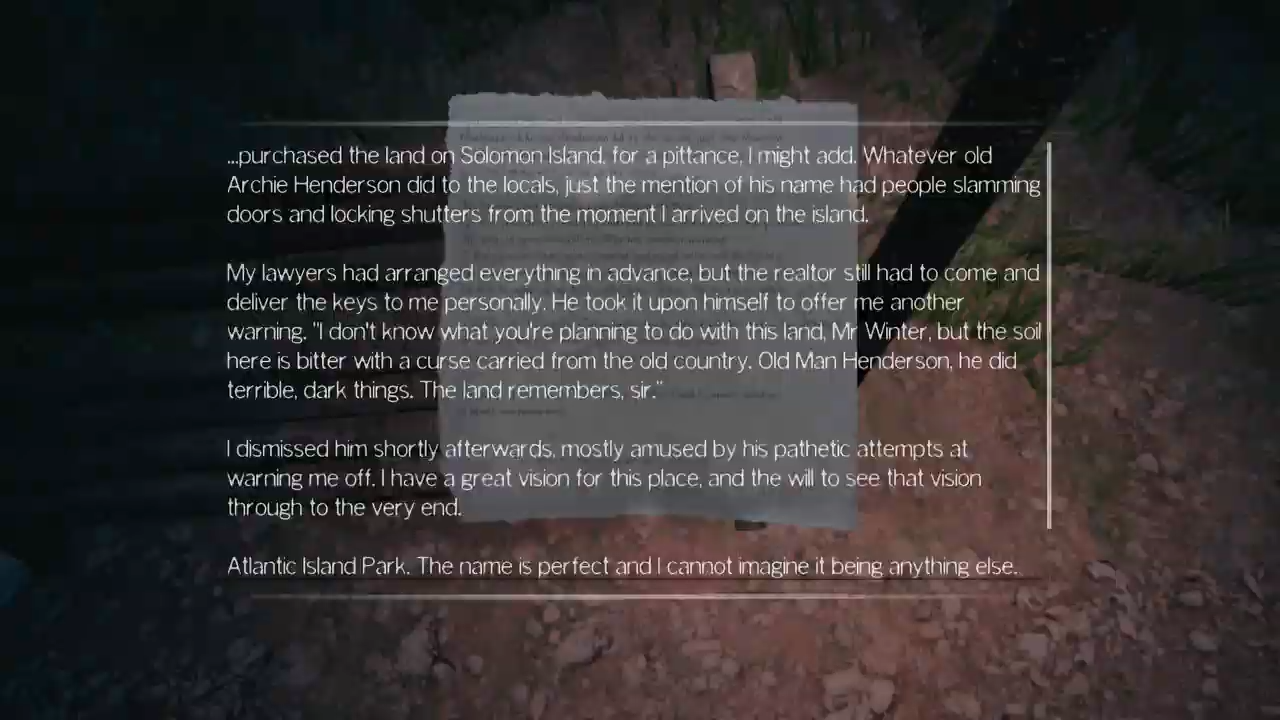 ...purchased the land on Solomon Island, for a pittance, I might add. Whatever old
Archie Henderson did to the locals, just the mention of his name had people slamming
doors and locking shutters from the moment I arrived on the island.
My lawyers had arranged everything in advance, but the realtor still had to come and
deliver the keys to me personally. He took it upon himself to offer me another
warning. "I don't know what you're planning to do with this land, Mr Winter, but the soil
here is bitter with a curse carried from the old country. Old Man Henderson, he did
terrible, dark things. The land remembers, sir."
I dismissed him shortly afterwards, mostly amused by his pathetic attempts at
warning me off. I have a great vision for this place, and the will to see that vision
through to the very end.
Atlantic Island Park. The name is perfect and I cannot imagine it being anything else.